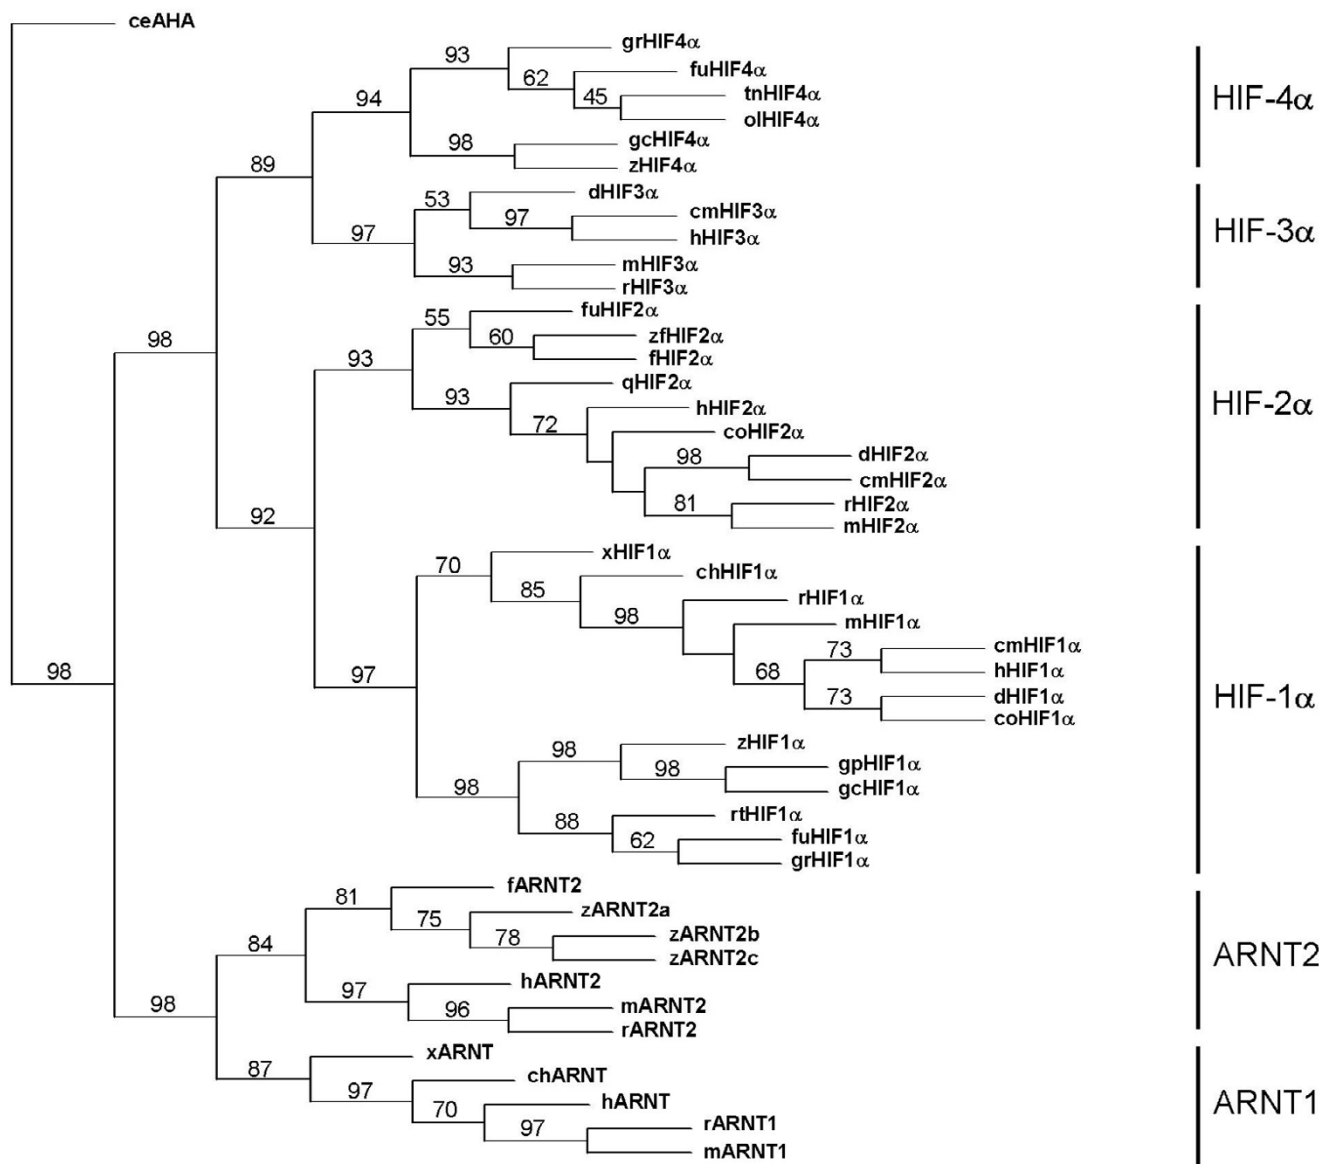 ceAHA
grHIF4α
93
fuHIF4α
62
tnHIF4α
45
94
olHIF4α
HIF-4α
gcHIF4α
98
zHIF4α
89
dHIF3α
53
cmHIF3α
97
hHIF3α
HIF-3α
97
mHIF3α
93
rHIF3α
98
fuHIF2α
55
zfHIF2α
60
fHIF2α
93
qHIF2α
93
hHIF2α
HIF-2α
72
coHIF2α
dHIF2α
98
cmHIF2α
rHIF2α
81
mHIF2α
92
xHIF1α
70
chHIF1α
85
rHIF1α
98
mHIF1α
cmHIF1α
73
hHIF1α
68
98
97
dHIF1α
73
HIF-1α
coHIF1α
zHIF1α
98
gpHIF1α
98
gcHIF1α
98
rtHIF1α
88
fuHIF1α
62
grHIF1α
fARNT2
81
zARNT2a
75
zARNT2b
78
84
zARNT2c
ARNT2
hARNT2
97
mARNT2
96
98
rARNT2
xARNT
87
chARNT
97
hARNT
70
ARNT1
rARNT1
97
mARNT1